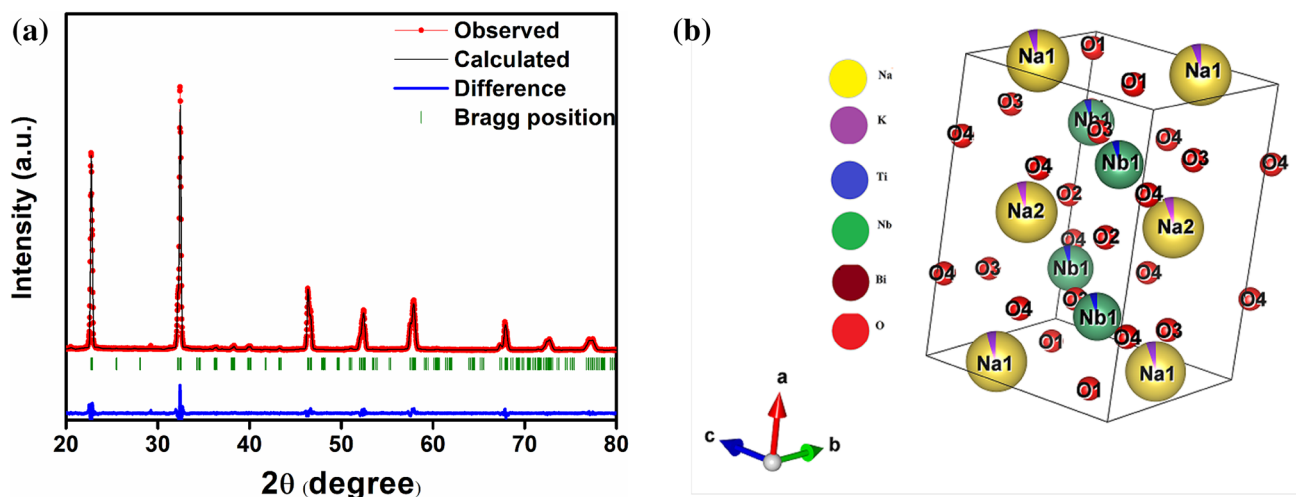 (a)
Observed
Calculated
Difference
Bragg position
Intensity (a.u.)
20 30 40 50 60 70 80
2θ (degree)
(b)
Na
K
Ti
Nb
Bi
O
Na1 O1 Na1
O1
O3
Nb1
O3
O4 O4
Nb1 O3 O4
O4
O2 O4
Na2 Na2
O4 O2
O4 O3 Nb1 O4
O4
O4 Nb1
O4 O3
O1
Na1 Na1
O1
a
c b